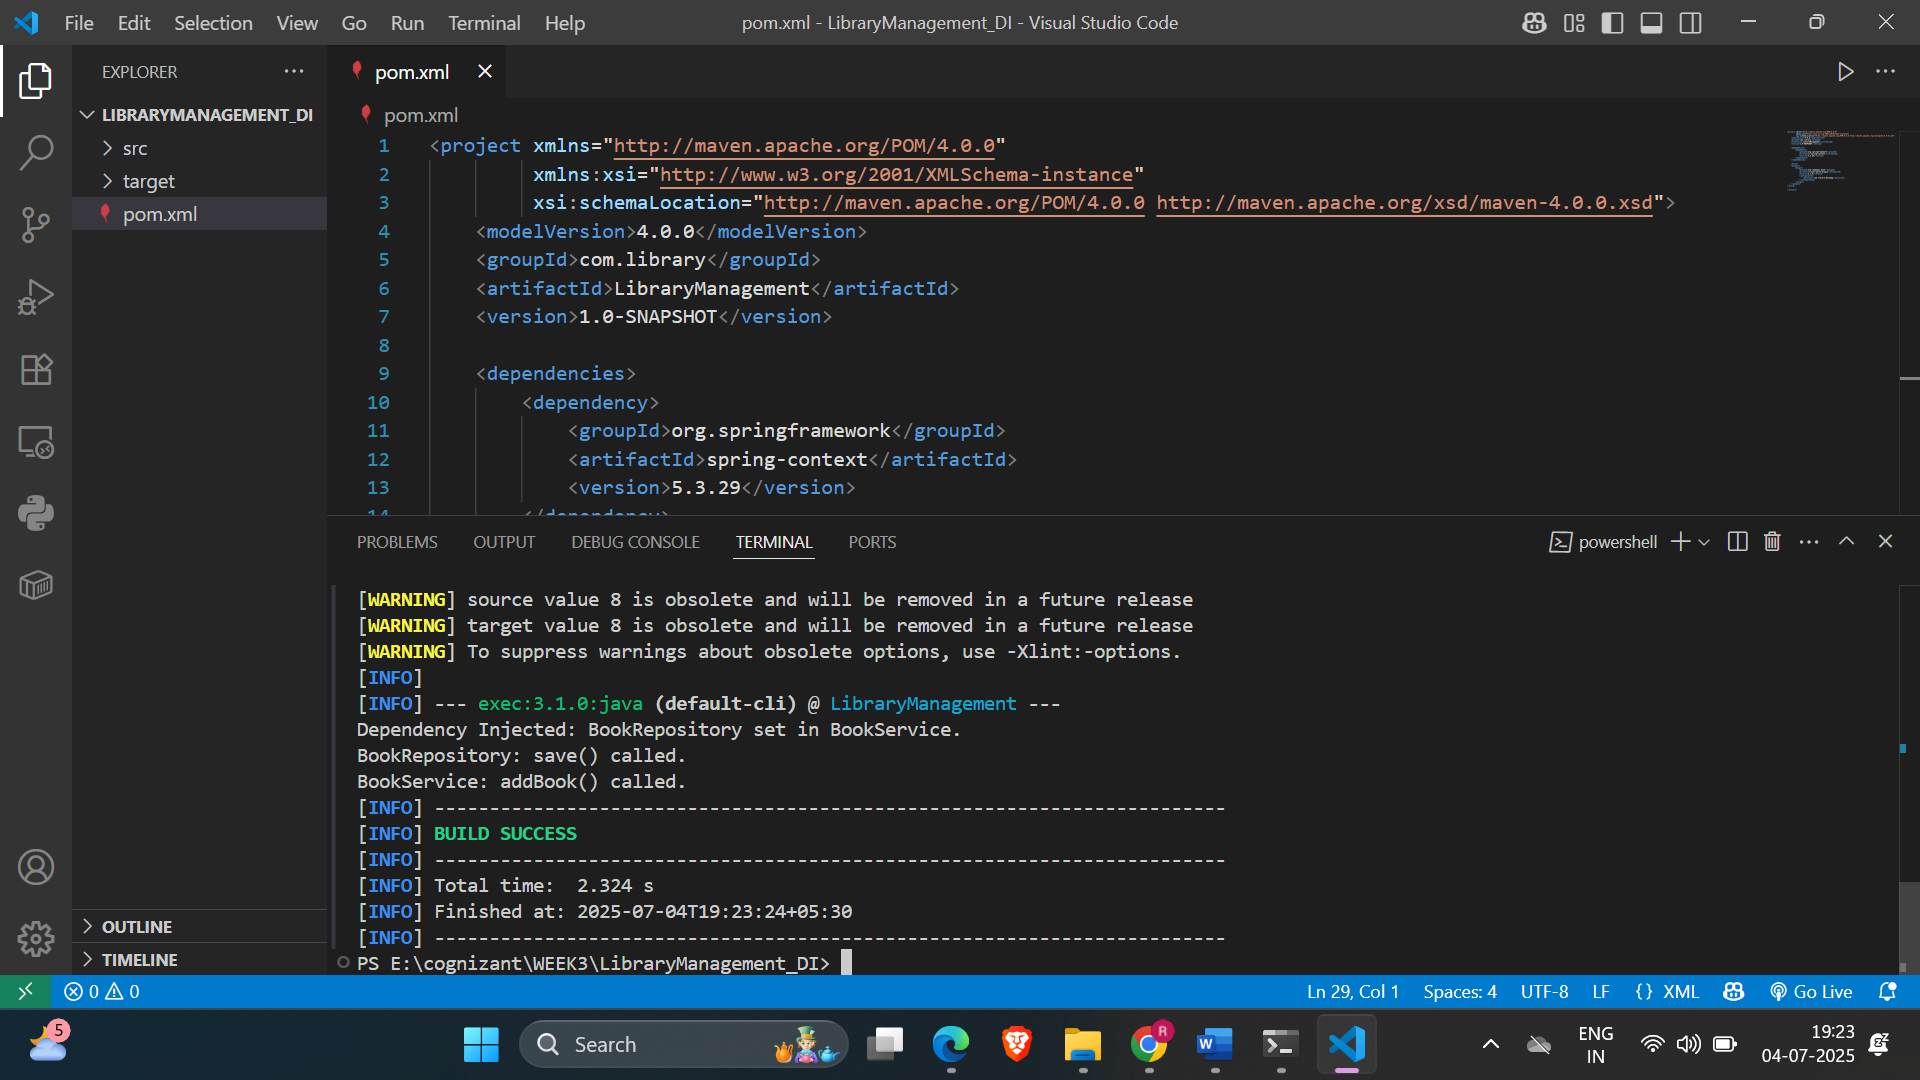 File Edit Selection View Go Run Terminal Help
pom.xml - LibraryManagement_DI - Visual Studio Code
EXPLORER
LIBRARYMANAGEMENT_DI
src
target
pom.xml
OUTLINE
TIMELINE
pom.xml
pom.xml
1 <project xmlns="http://maven.apache.org/POM/4.0.0"
2 xmlns:xsi="http://www.w3.org/2001/XMLSchema-instance"
3 xsi:schemaLocation="http://maven.apache.org/POM/4.0.0 http://maven.apache.org/xsd/maven-4.0.0.xsd">
4 <modelVersion>4.0.0</modelVersion>
5 <groupId>com.library</groupId>
6 <artifactId>LibraryManagement</artifactId>
7 <version>1.0-SNAPSHOT</version>
8
9 <dependencies>
10 <dependency>
11 <groupId>org.springframework</groupId>
12 <artifactId>spring-context</artifactId>
13 <version>5.3.29</version>
14 </dependency>
PROBLEMS OUTPUT DEBUG CONSOLE TERMINAL PORTS
powershell
[WARNING] source value 8 is obsolete and will be removed in a future release
[WARNING] target value 8 is obsolete and will be removed in a future release
[WARNING] To suppress warnings about obsolete options, use -Xlint:-options.
[INFO]
[INFO] --- exec:3.1.0:java (default-cli) @ LibraryManagement ---
Dependency Injected: BookRepository set in BookService.
BookRepository: save() called.
BookService: addBook() called.
[INFO] ------------------------------------------------------------------------
[INFO] BUILD SUCCESS
[INFO] ------------------------------------------------------------------------
[INFO] Total time:  2.324 s
[INFO] Finished at: 2025-07-04T19:23:24+05:30
[INFO] ------------------------------------------------------------------------
PS E:\cognizant\WEEK3\LibraryManagement_DI>
0 0
Ln 29, Col 1 Spaces: 4 UTF-8 LF {} XML Go Live
5
Search
R
W
ENG
IN
19:23
04-07-2025